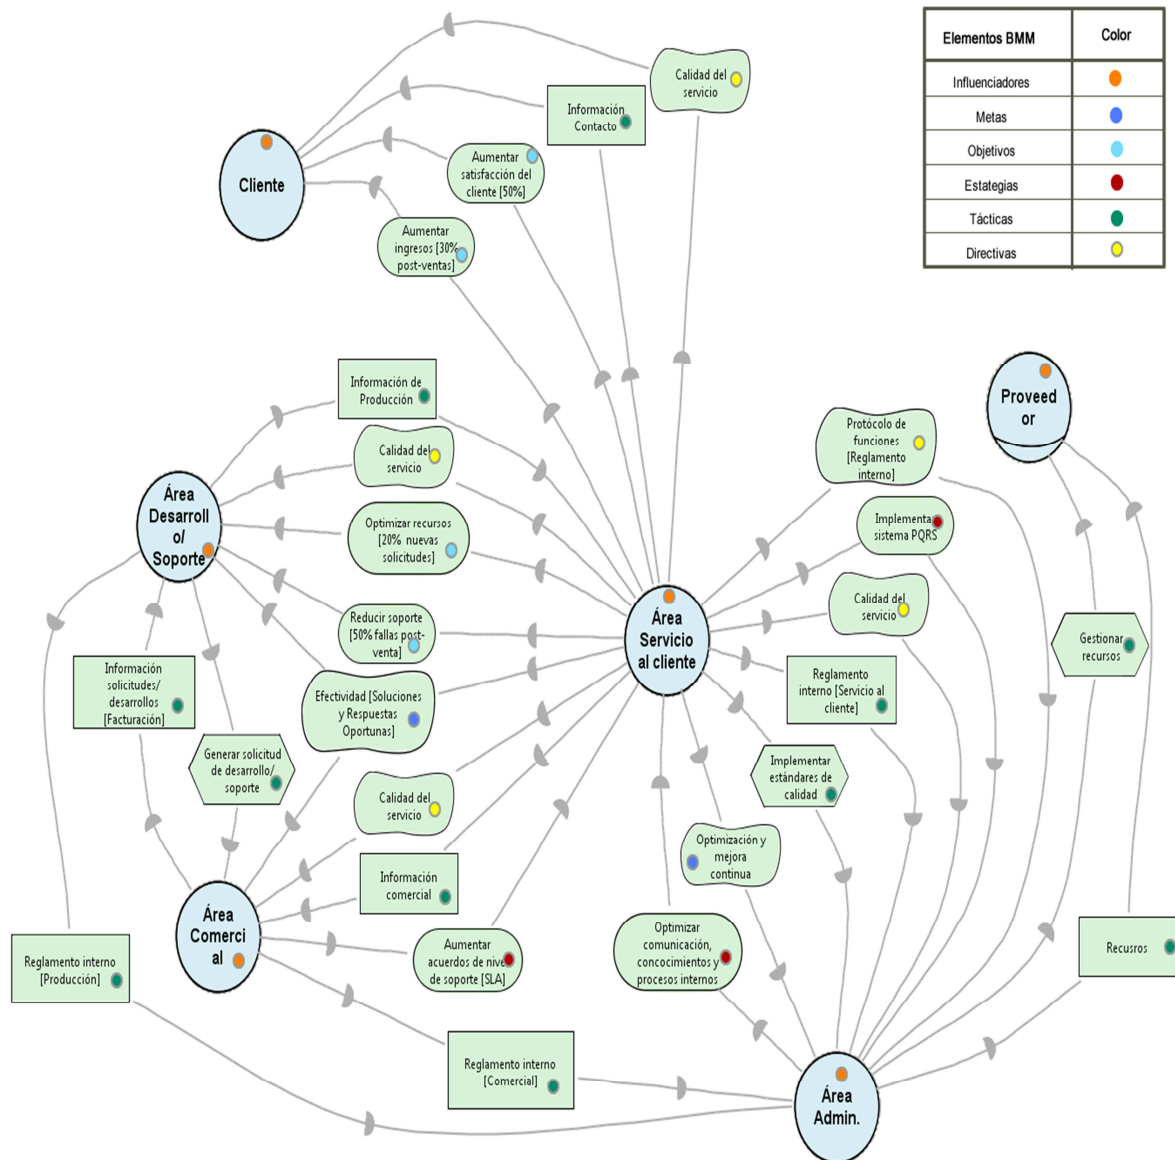 Elementos BMM Color
Influenciadores
Metas
Objetivos
Estategias
Tácticas
Directivas
Calidad del
servicio
Información
Contacto
Aumentar
satisfacción del
cliente [50%]
Cliente
Aumentar
ingresos [30%
post-ventas]
Información de
Producción
Calidad del
servicio
Optimizar recursos
[20% nuevas
solicitudes]
Área
Desarroll
o/
Soporte
Reducir soporte
[50% fallas post-
venta]
Información
solicitudes/
desarrollos
[Facturación]
Efectividad [Soluciones
y Respuestas
Oportunas]
Generar solicitud
de desarrollo/
soporte
Calidad del
servicio
Información
comercial
Área
Comerci
al
Aumentar
acuerdos de nive
de soporte [SLA]
Reglamento interno
[Producción]
Reglamento interno
[Comercial]
Área
Servicio
al cliente
Proveed
or
Protócolo de
funciones
[Reglamento
interno]
Implementa
sistema PQRS
Calidad del
servicio
Reglamento
interno [Servicio al
cliente]
Gestionar
recursos
Implementar
estándares de
calidad
Optimización y
mejora
continua
Optimizar
comunicación,
concocimientos y
procesos internos
Recusros
Área
Admin.